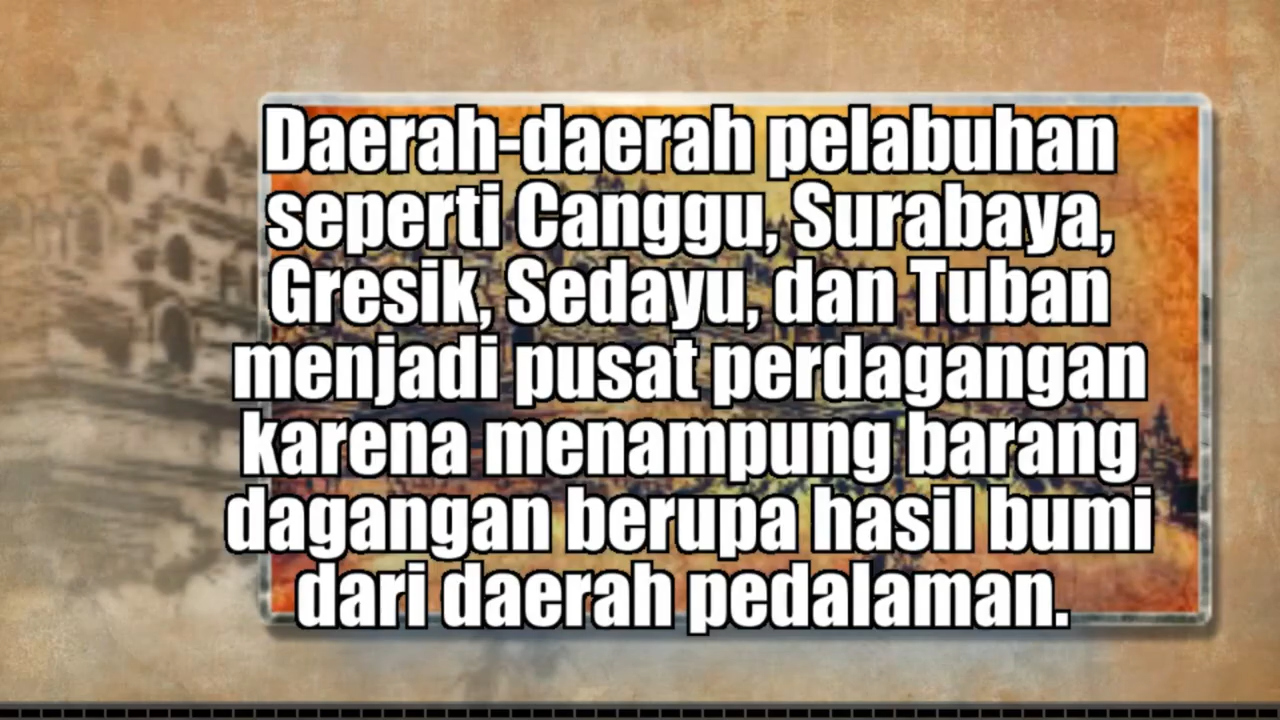 Daerah-daerah pelabuhan
seperti Canggu, Surabaya,
Gresik, Sedayu, dan Tuban
menjadi pusat perdagangan
karena menampung barang
dagangan berupa hasil bumi
dari daerah pedalaman.